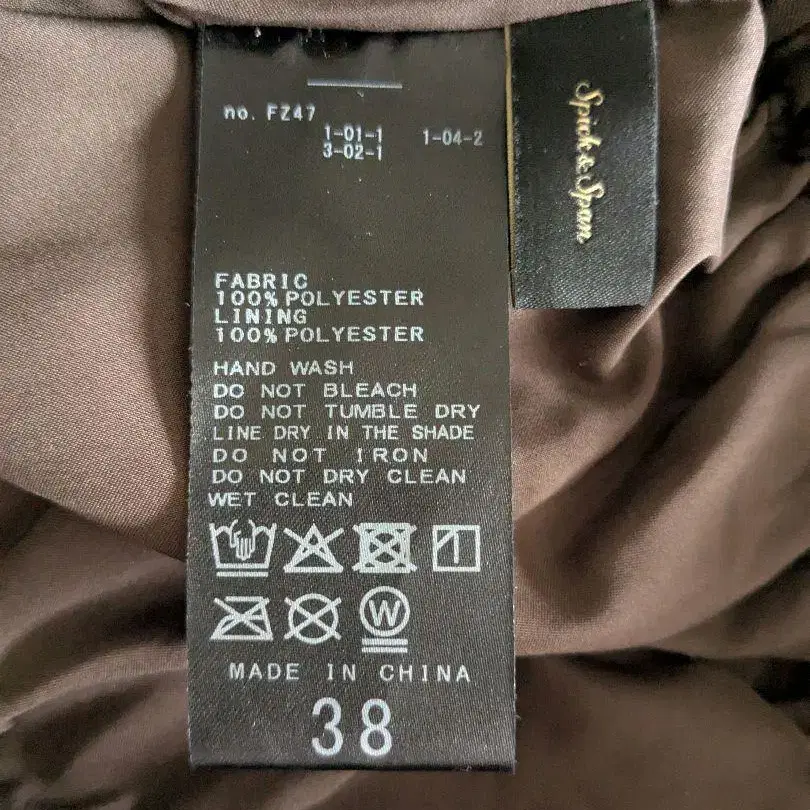 no. FZ47
1-01-1 1-04-2
3-02-1
FABRIC
100% POLYESTER
LINING
100% POLYESTER
HAND WASH
DO NOT BLEACH
DO NOT TUMBLE DRY
LINE DRY IN THE SHADE
DO NOT IRON
DO NOT DRY CLEAN
WET CLEAN
W
MADE IN CHINA
38
Spick & Span